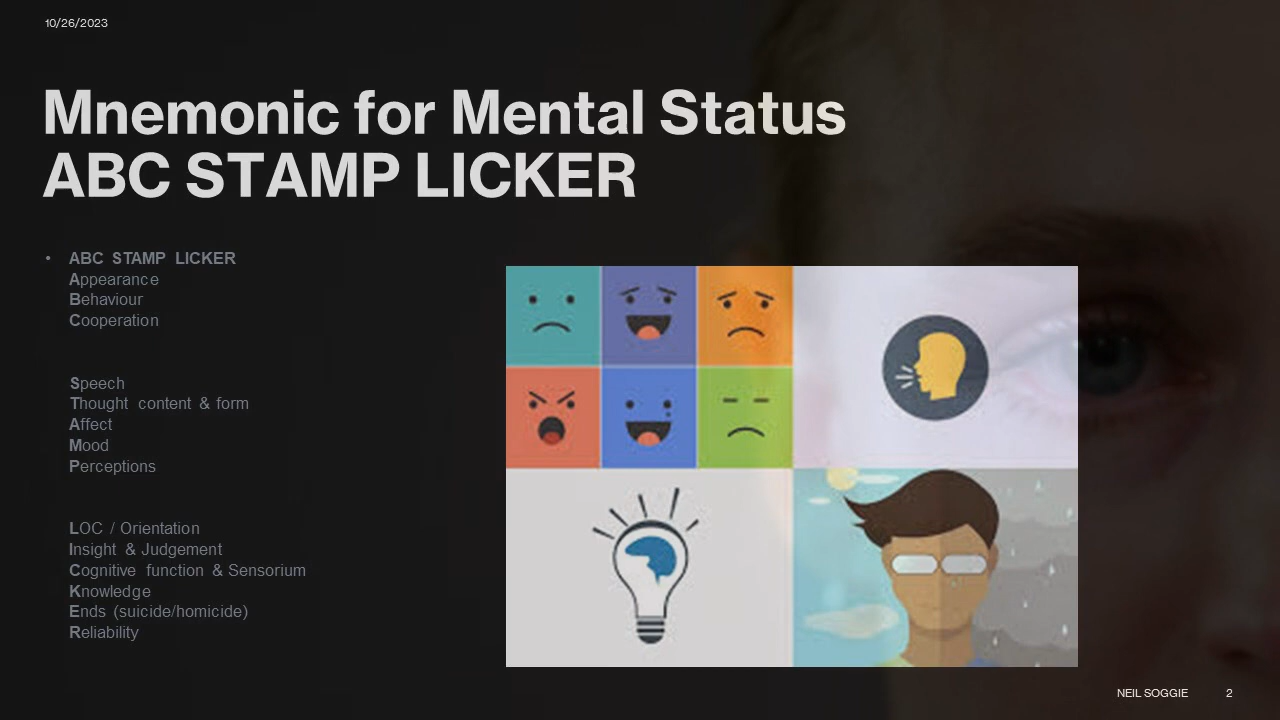 10/26/2023
Mnemonic for Mental Status
ABC STAMP LICKER
• ABC STAMP LICKER
Appearance
Behaviour
Cooperation
Speech
Thought content & form
Affect
Mood
Perceptions
LOC / Orientation
Insight & Judgement
Cognitive function & Sensorium
Knowledge
Ends (suicide/homicide)
Reliability
NEIL SOGGIE
2